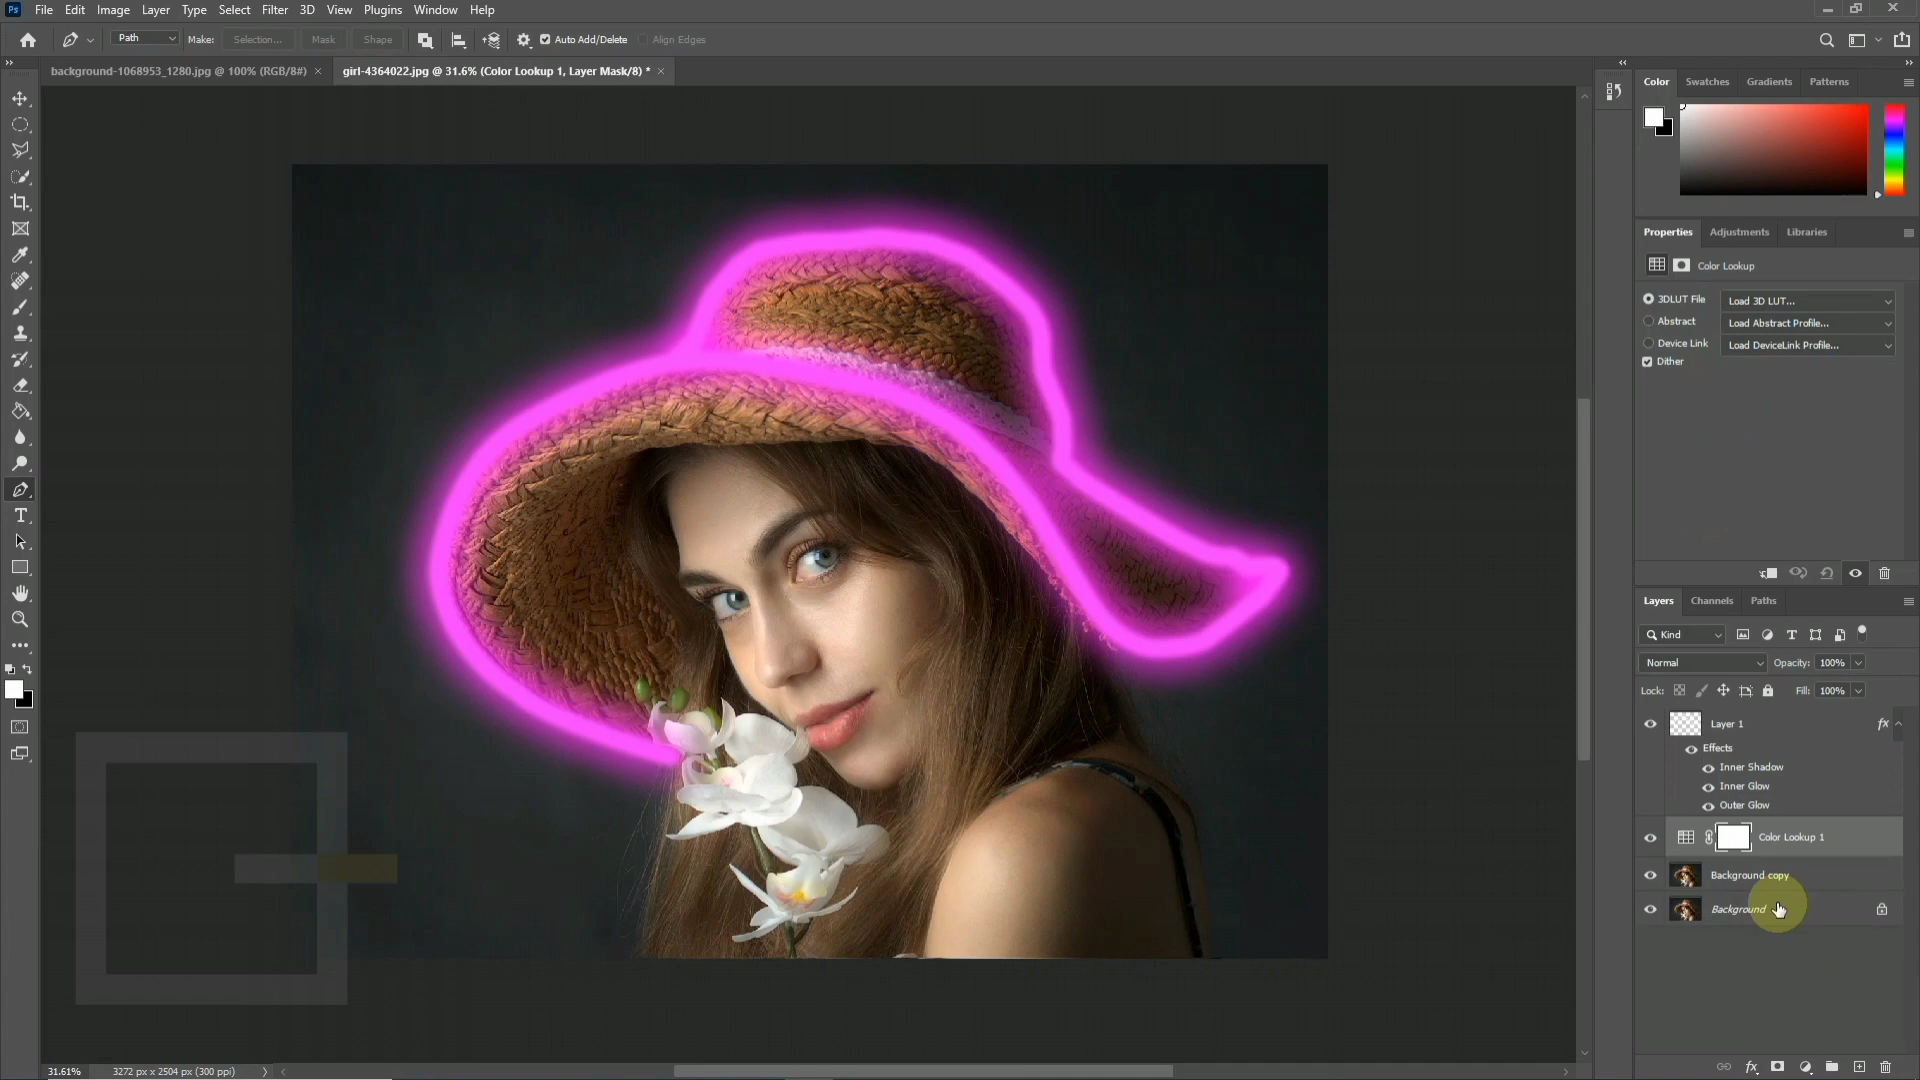 Ps File Edit Image Layer Type Select Filter 3D View Plugins Window Help
Path Make: Selection... Mask Shape Auto Add/Delete Align Edges
background-1068953_1280.jpg @ 100% (RGB/8#) × girl-4364022.jpg @ 31.6% (Color Lookup 1, Layer Mask/8) * ×
Color Swatches Gradients Patterns
Properties Adjustments Libraries
Color Lookup
3DLUT File Load 3D LUT...
Abstract Load Abstract Profile...
Device Link Load DeviceLink Profile...
Dither
Layers Channels Paths
Kind
Normal Opacity: 100%
Lock: Fill: 100%
Layer 1 fx
Effects
Inner Shadow
Inner Glow
Outer Glow
Color Lookup 1
Background copy
Background
31.61% 3272 px x 2504 px (300 ppi)